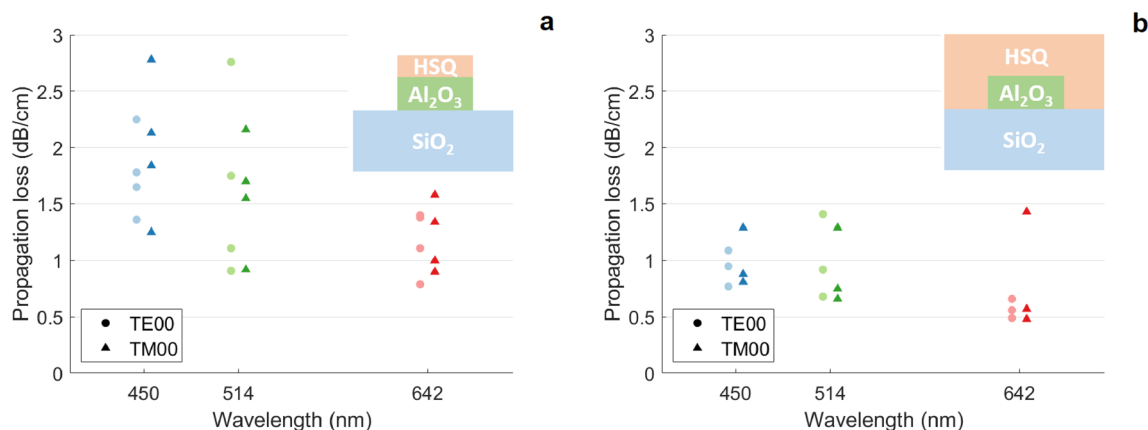 a
3
2.5
2
1.5
1
0.5
0
Propagation loss (dB/cm)
HSQ
Al₂O₃
SiO₂
TE00
TM00
450 514 642
Wavelength (nm)
b
3
2.5
2
1.5
1
0.5
0
Propagation loss (dB/cm)
HSQ
Al₂O₃
SiO₂
TE00
TM00
450 514 642
Wavelength (nm)